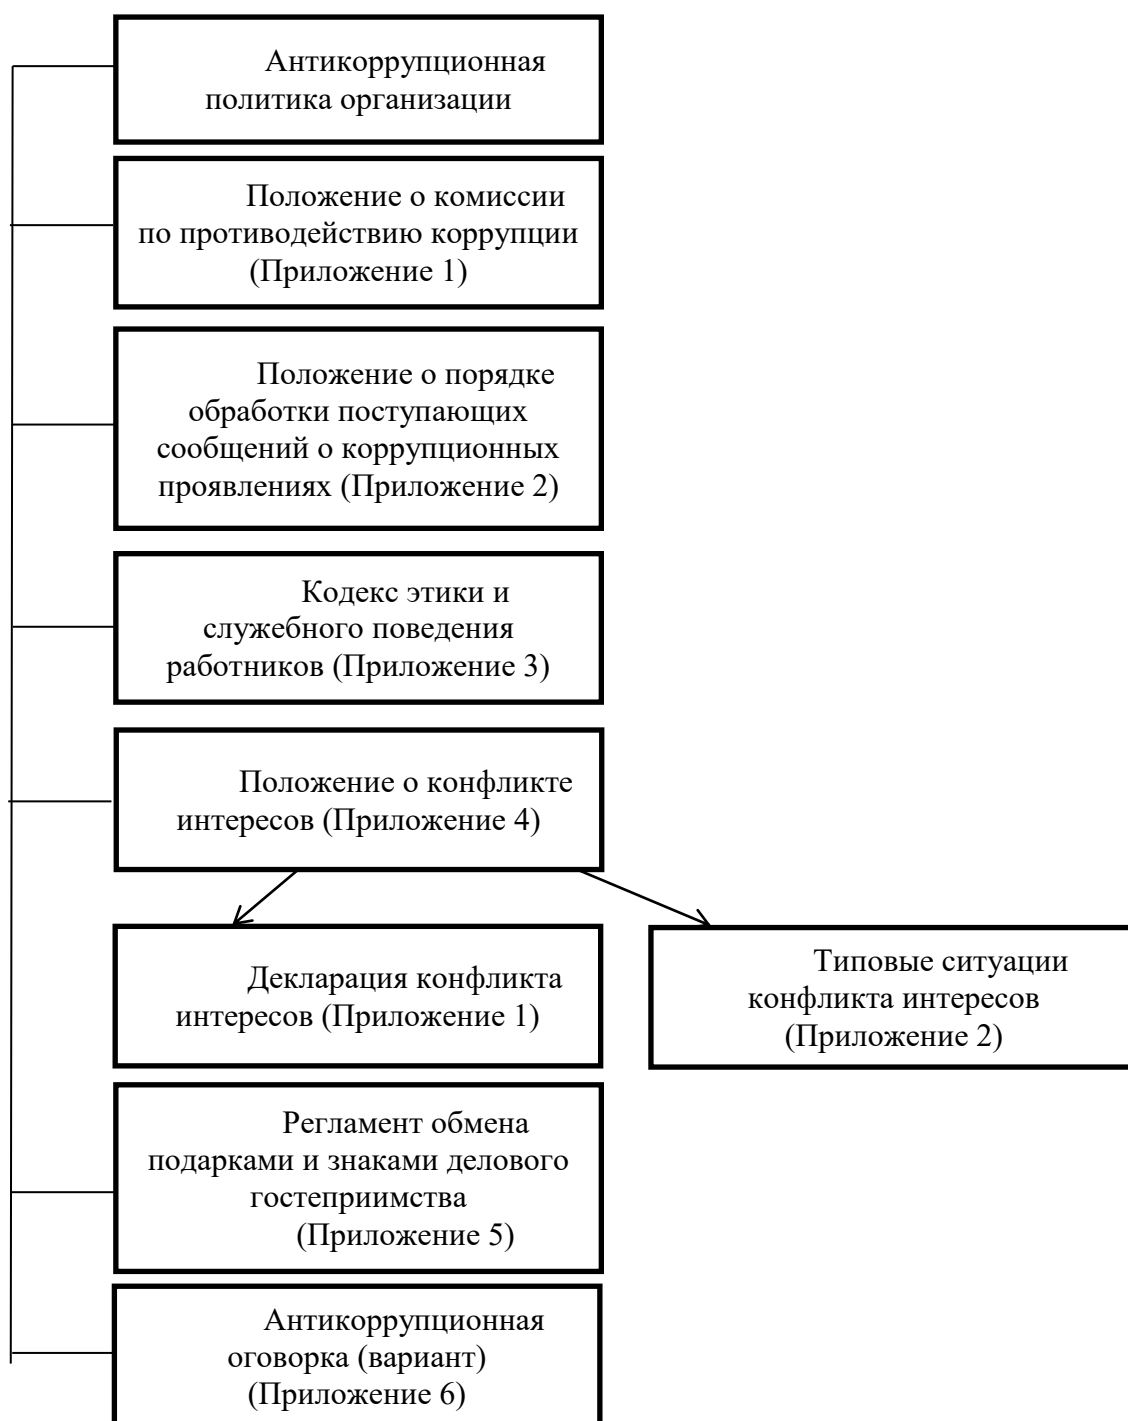 Антикоррупционная
политика организации
Положение о комиссии
по противодействию коррупции
(Приложение 1)
Положение о порядке
обработки поступающих
сообщений о коррупционных
проявлениях (Приложение 2)
Кодекс этики и
служебного поведения
работников (Приложение 3)
Положение о конфликте
интересов (Приложение 4)
Декларация конфликта
интересов (Приложение 1)
Типовые ситуации
конфликта интересов
(Приложение 2)
Регламент обмена
подарками и знаками делового
гостеприимства
(Приложение 5)
Антикоррупционная
оговорка (вариант)
(Приложение 6)